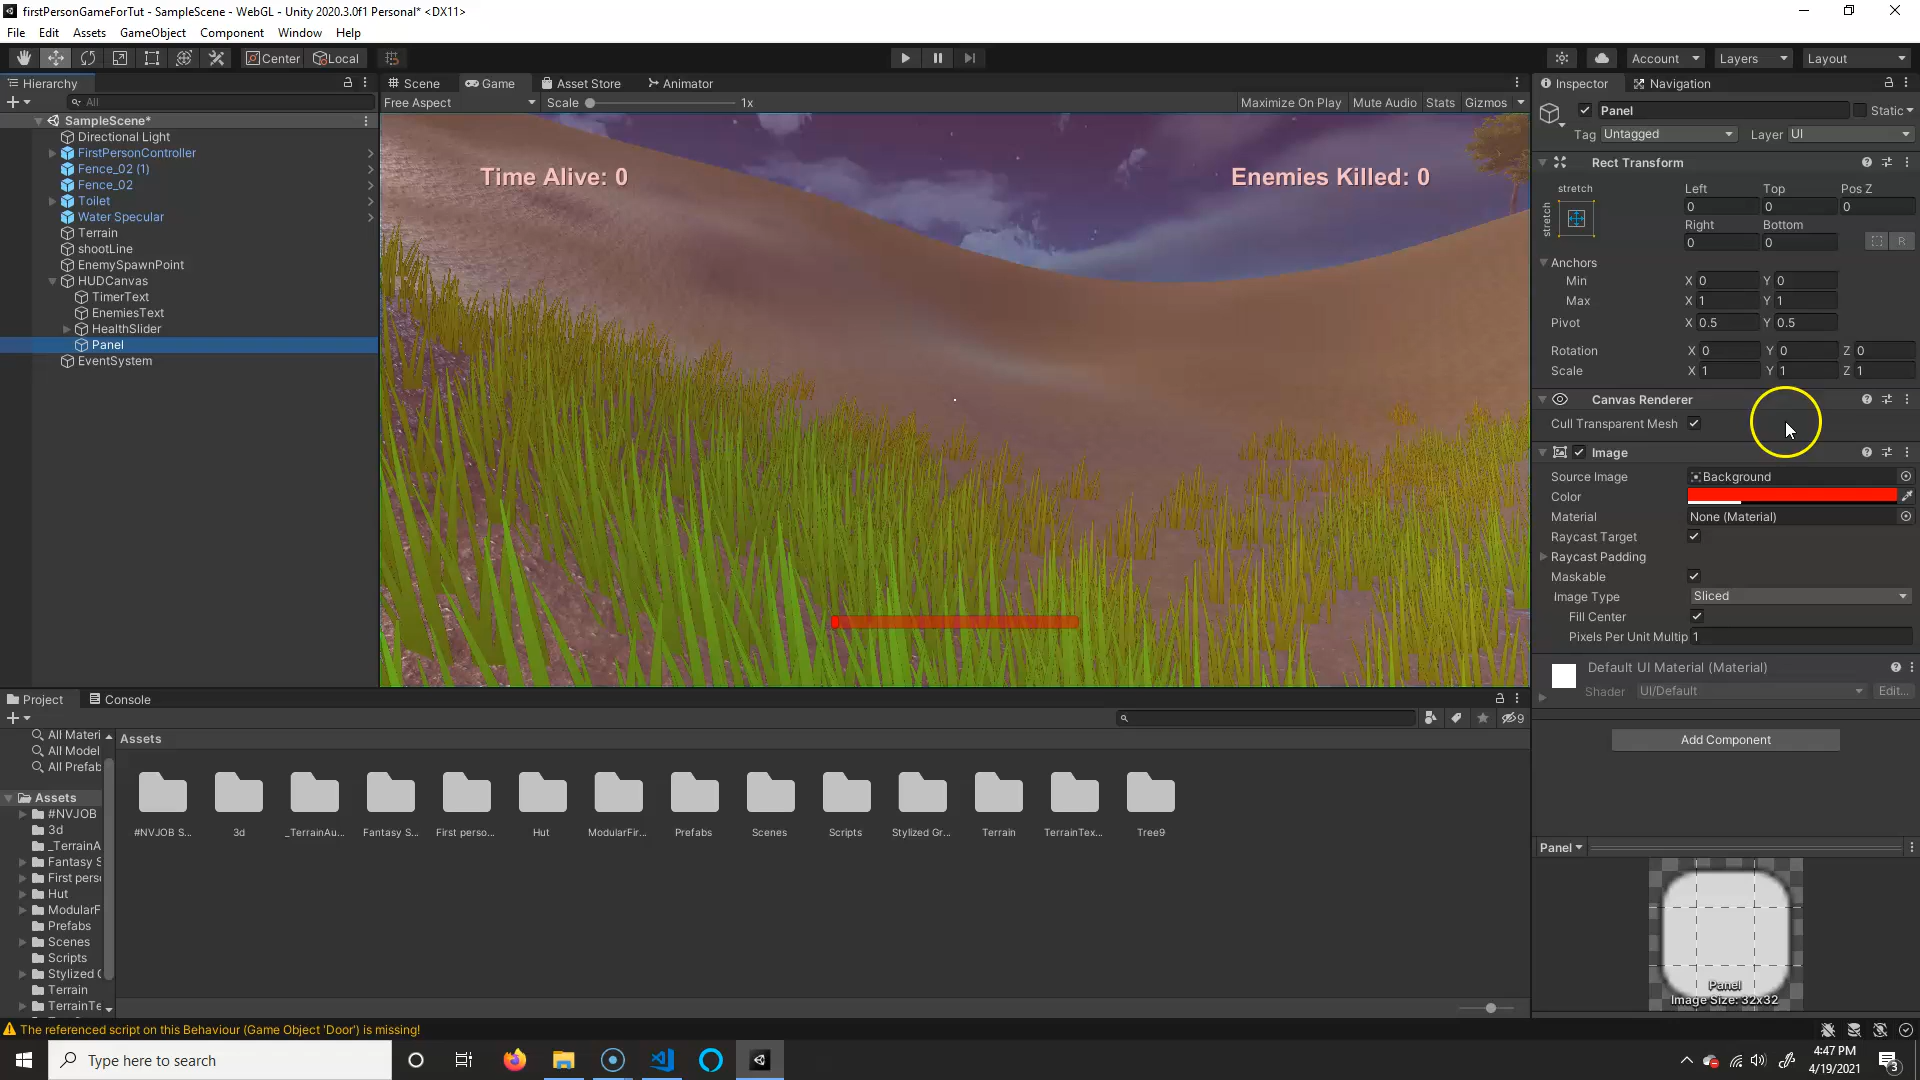 firstPersonGameForTut - SampleScene - WebGL - Unity 2020.3.0f1 Personal* <DX11>
File Edit Assets GameObject Component Window Help
Center Local Account Layers Layout
Hierarchy Scene Game Asset Store Animator Inspector Navigation
All Free Aspect Scale 1x Maximize On Play Mute Audio Stats Gizmos
Panel Static
Tag Untagged Layer UI
SampleScene*
Directional Light
FirstPersonController
Fence_02 (1)
Fence_02
Toilet
Water Specular
Terrain
shootLine
EnemySpawnPoint
HUDCanvas
TimerText
EnemiesText
HealthSlider
Panel
EventSystem
Time Alive: 0 Enemies Killed: 0
Rect Transform
stretch Left Top Pos Z
stretch 0 0 0
Right Bottom
0 0 R
Anchors
Min X 0 Y 0
Max X 1 Y 1
Pivot X 0.5 Y 0.5
Rotation X 0 Y 0 Z 0
Scale X 1 Y 1 Z 1
Canvas Renderer
Cull Transparent Mesh
Image
Source Image Background
Color
Material None (Material)
Raycast Target
Raycast Padding
Maskable
Image Type Sliced
Fill Center
Pixels Per Unit Multip 1
Default UI Material (Material)
Shader UI/Default Edit...
Add Component
Panel
Panel
Image Size: 32x32
Project Console
9
All Materi
All Model
All Prefab
Assets
#NVJOB
3d
_TerrainA
Fantasy S
First perso
Hut
ModularF
Prefabs
Scenes
Scripts
Stylized G
Terrain
TerrainTe
Assets
#NVJOB S... 3d _TerrainAu... Fantasy S... First perso... Hut ModularFir... Prefabs Scenes Scripts Stylized Gr... Terrain TerrainTex... Tree9
The referenced script on this Behaviour (Game Object 'Door') is missing!
Type here to search
4:47 PM
4/19/2021
3